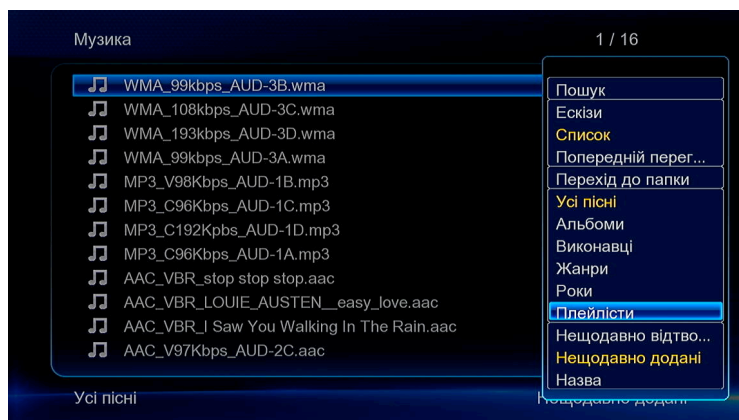 Музика
1 / 16
WMA_99kbps_AUD-3B.wma
WMA_108kbps_AUD-3C.wma
WMA_193kbps_AUD-3D.wma
WMA_99kbps_AUD-3A.wma
MP3_V98Kbps_AUD-1B.mp3
MP3_C96Kbps_AUD-1C.mp3
MP3_C192Kpbs_AUD-1D.mp3
MP3_C96Kbps_AUD-1A.mp3
AAC_VBR_stop stop stop.aac
AAC_VBR_LOUIE_AUSTEN__easy_love.aac
AAC_VBR_I Saw You Walking In The Rain.aac
AAC_V97Kbps_AUD-2C.aac
Пошук
Ескізи
Список
Попередній перег...
Перехід до папки
Усі пісні
Альбоми
Виконавці
Жанри
Роки
Плейлісти
Нещодавно відтво...
Нещодавно додані
Назва
Усі пісні
Нещодавно додані